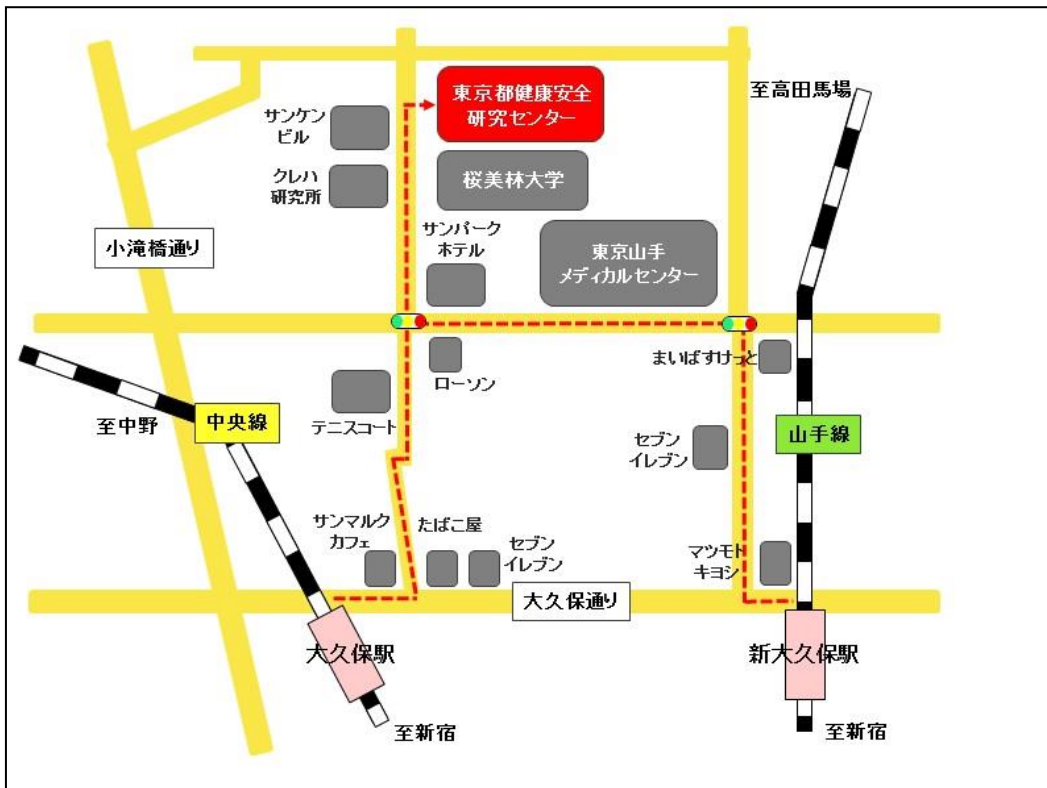 東京都健康安全
研究センター
至高田馬場
サンケン
ビル
クレハ
研究所
桜美林大学
小滝橋通り
サンパーク
ホテル
東京山手
メディカルセンター
ローソン
まいばすけっと
テニスコート
至中野
中央線
山手線
セブン
イレブン
サンマルク
カフェ
たばこ屋
セブン
イレブン
マツモト
キヨシ
大久保通り
大久保駅
新大久保駅
至新宿
至新宿